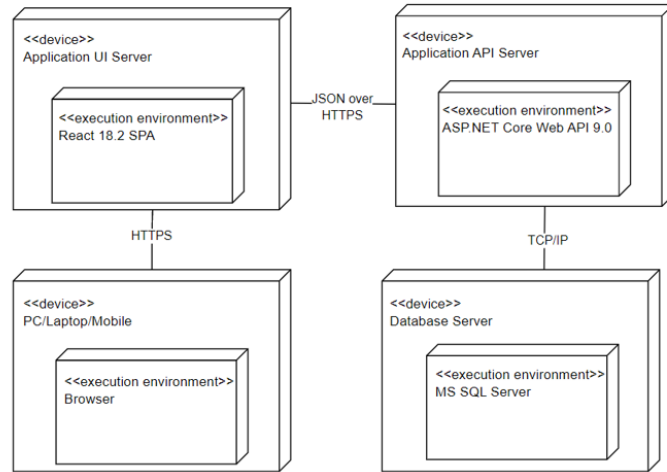 <<device>>
Application UI Server
<<execution environment>>
React 18.2 SPA
JSON over
HTTPS
<<device>>
Application API Server
<<execution environment>>
ASP.NET Core Web API 9.0
HTTPS
TCP/IP
<<device>>
PC/Laptop/Mobile
<<execution environment>>
Browser
<<device>>
Database Server
<<execution environment>>
MS SQL Server